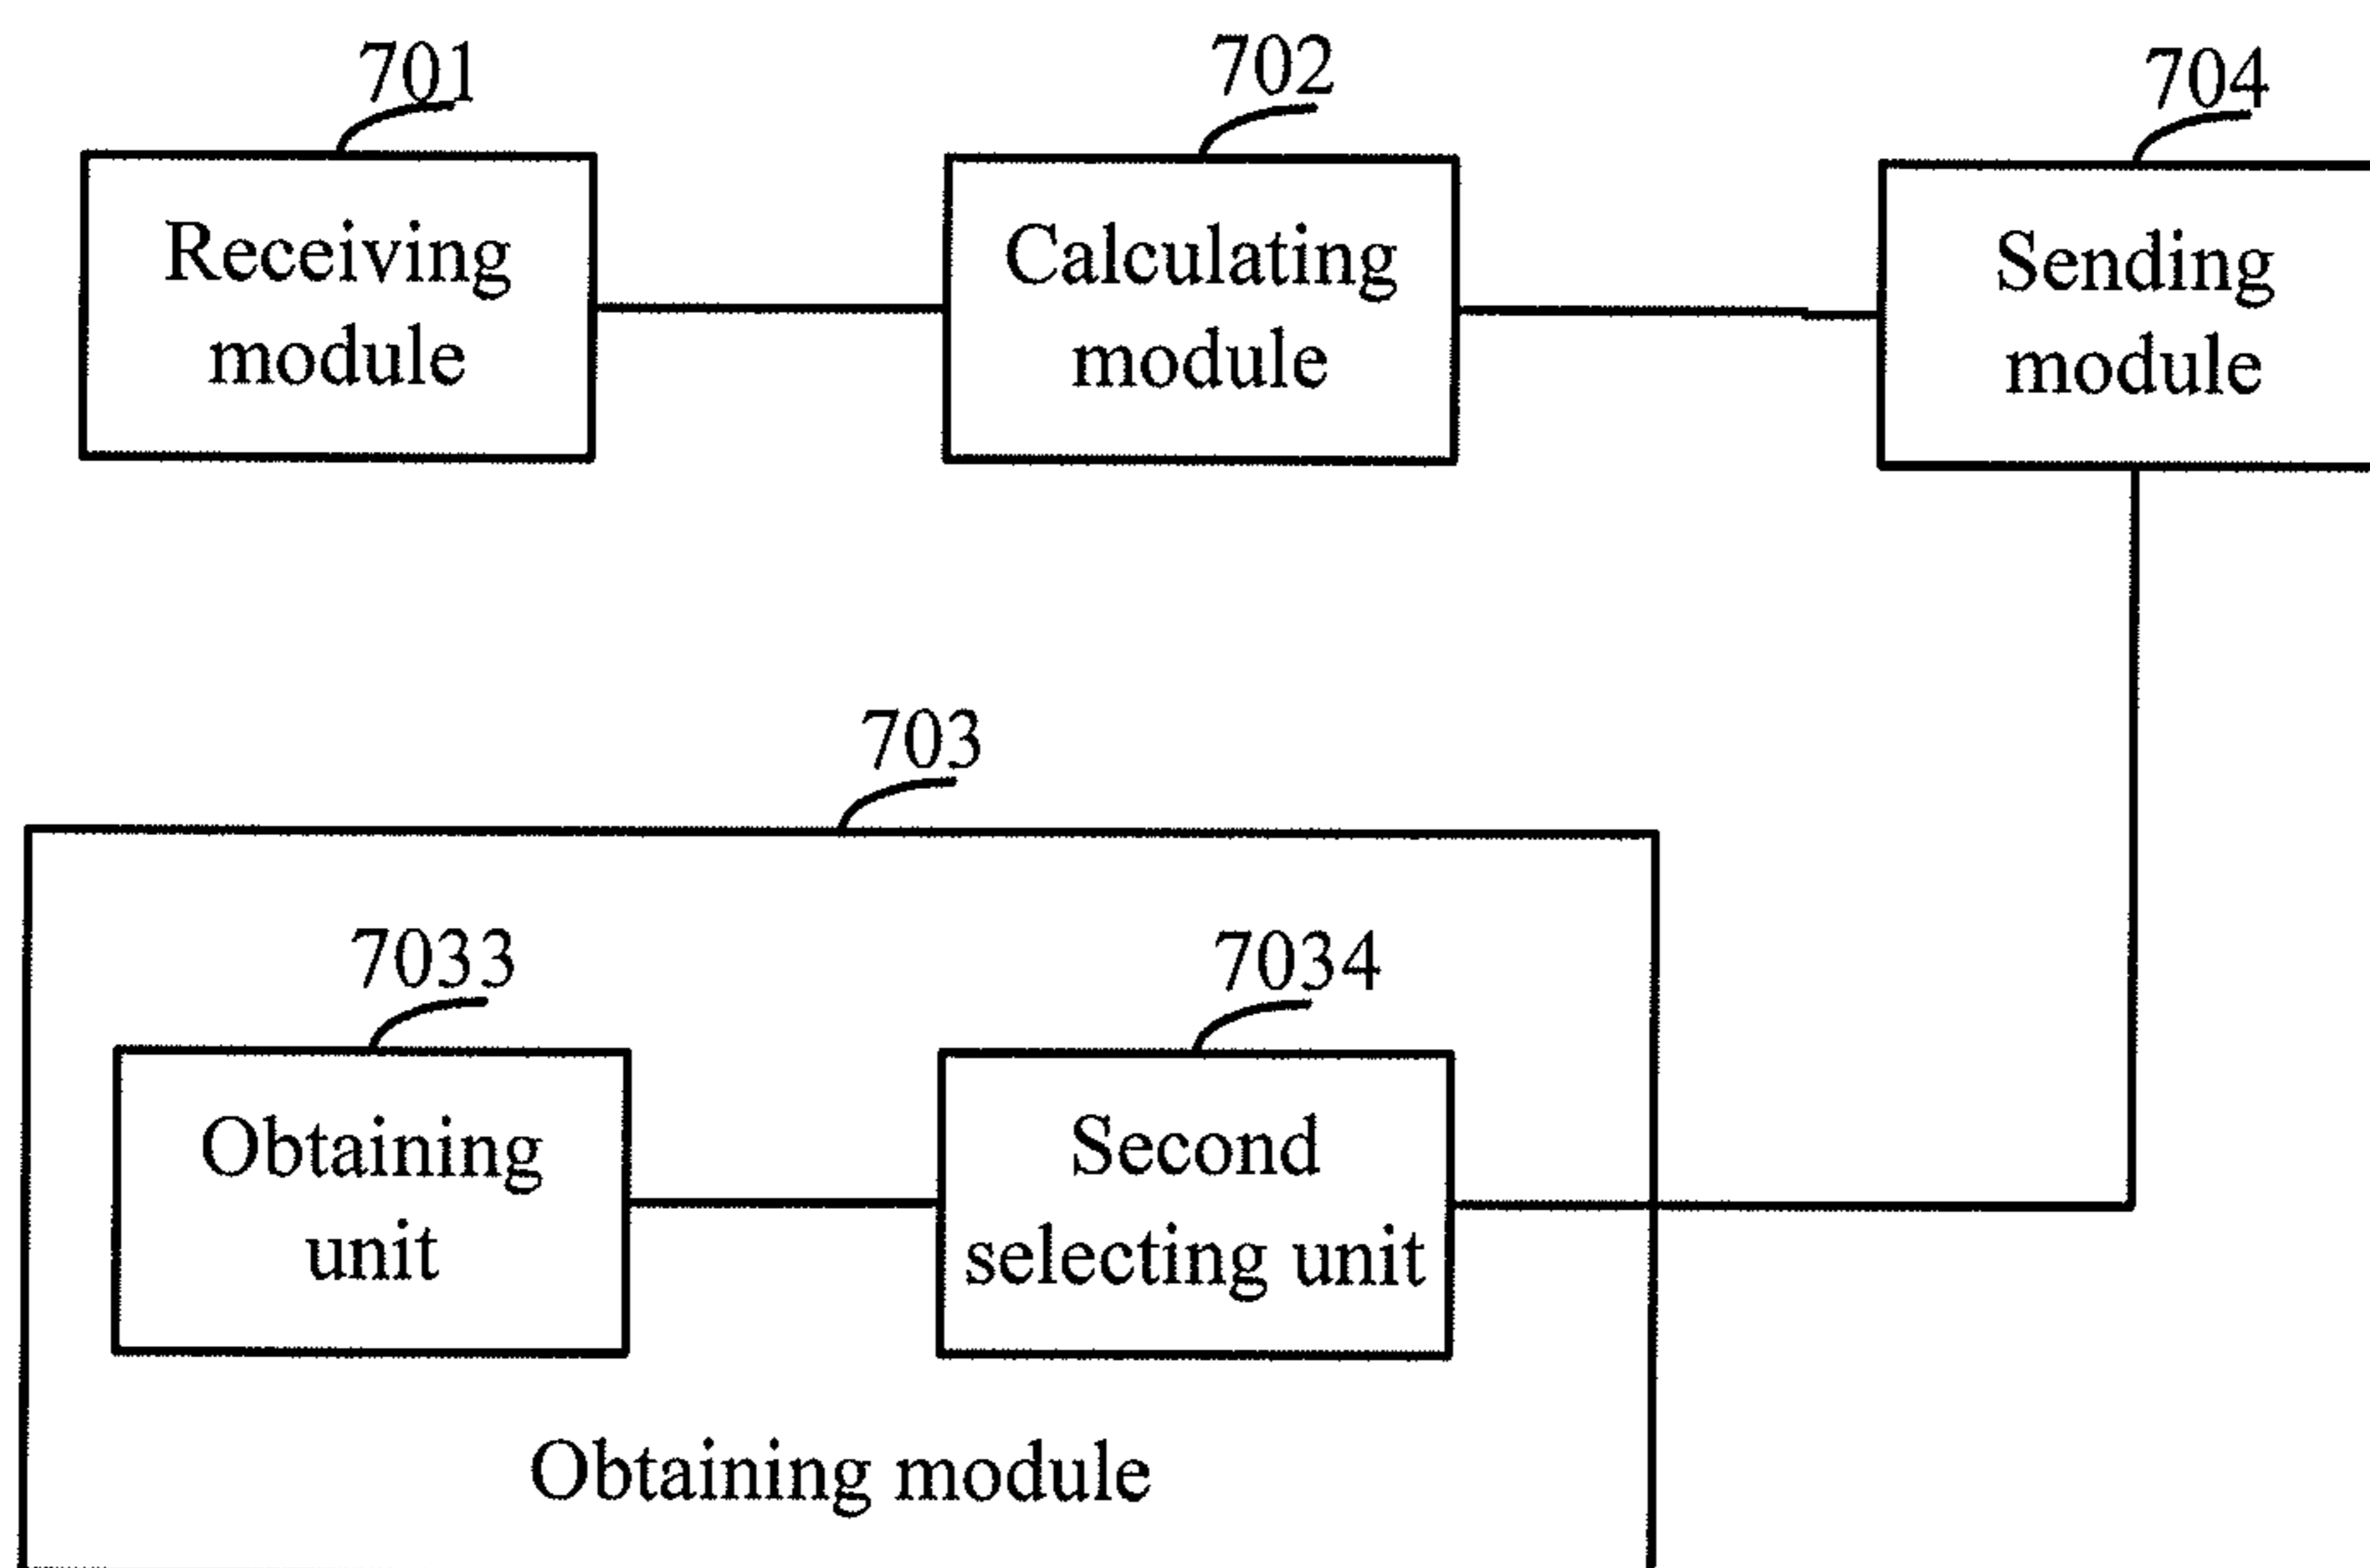 701
702
704
Receiving
module
Calculating
module
Sending
module
703
7033
7034
Obtaining
unit
Second
selecting unit
Obtaining module